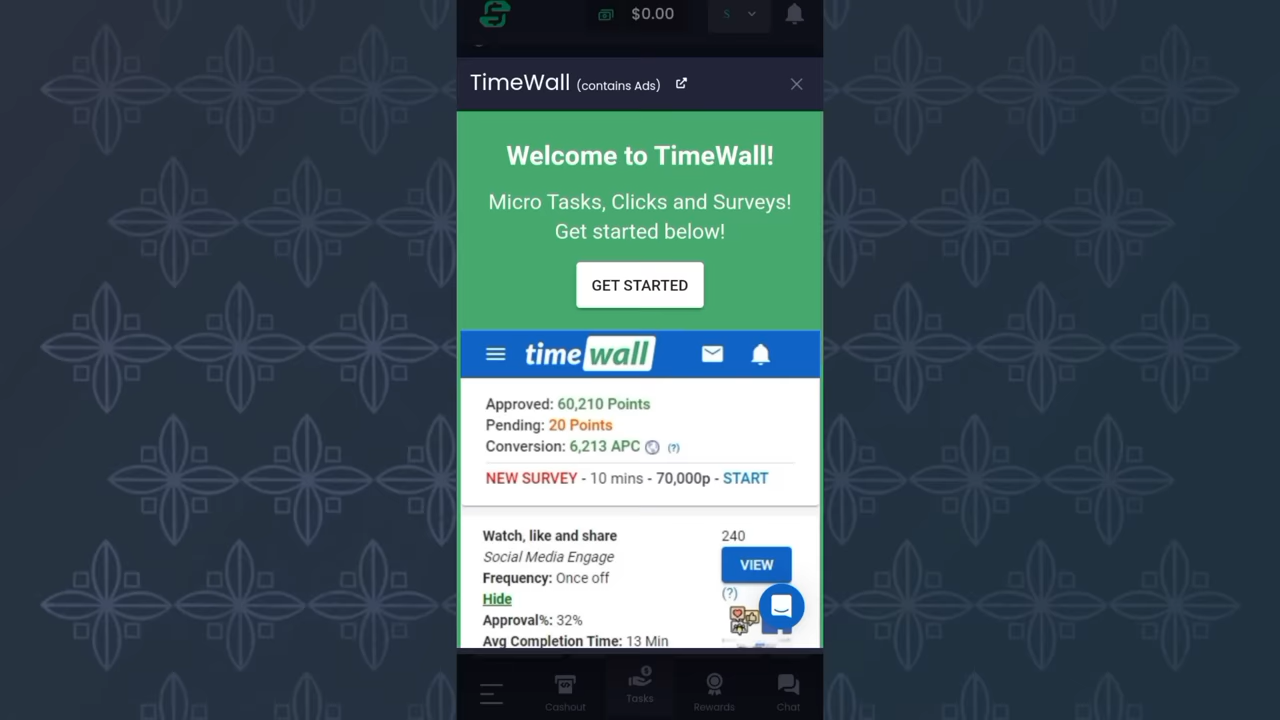 $0.00
S
TimeWall (contains Ads)
Welcome to TimeWall!
Micro Tasks, Clicks and Surveys!
Get started below!
GET STARTED
time wall
Approved: 60,210 Points
Pending: 20 Points
Conversion: 6,213 APC (?)
NEW SURVEY - 10 mins - 70,000p - START
Watch, like and share
240
Social Media Engage
VIEW
Frequency: Once off
(?)
Hide
Approval%: 32%
Avg Completion Time: 13 Min
Cashout
Tasks
Rewards
Chat